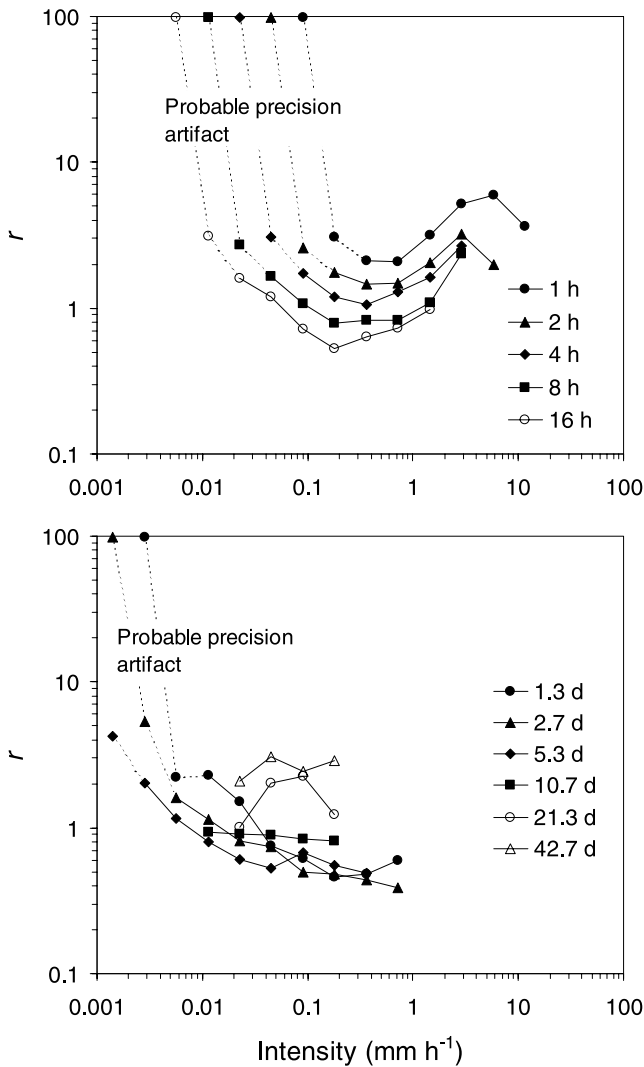 100
10
1
0.1
r
Probable precision
artifact
1 h
2 h
4 h
8 h
16 h
0.001 0.01 0.1 1 10 100
100
10
1
0.1
r
Probable precision
artifact
1.3 d
2.7 d
5.3 d
10.7 d
21.3 d
42.7 d
0.001 0.01 0.1 1 10 100
Intensity (mm h⁻¹)